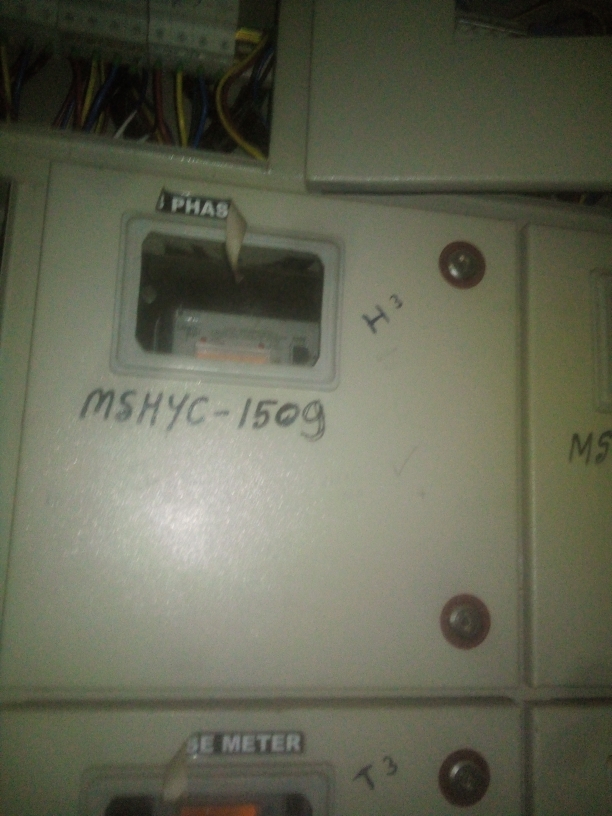 PHAS
H3
MSHYC-1509
MS
SE METER
T3